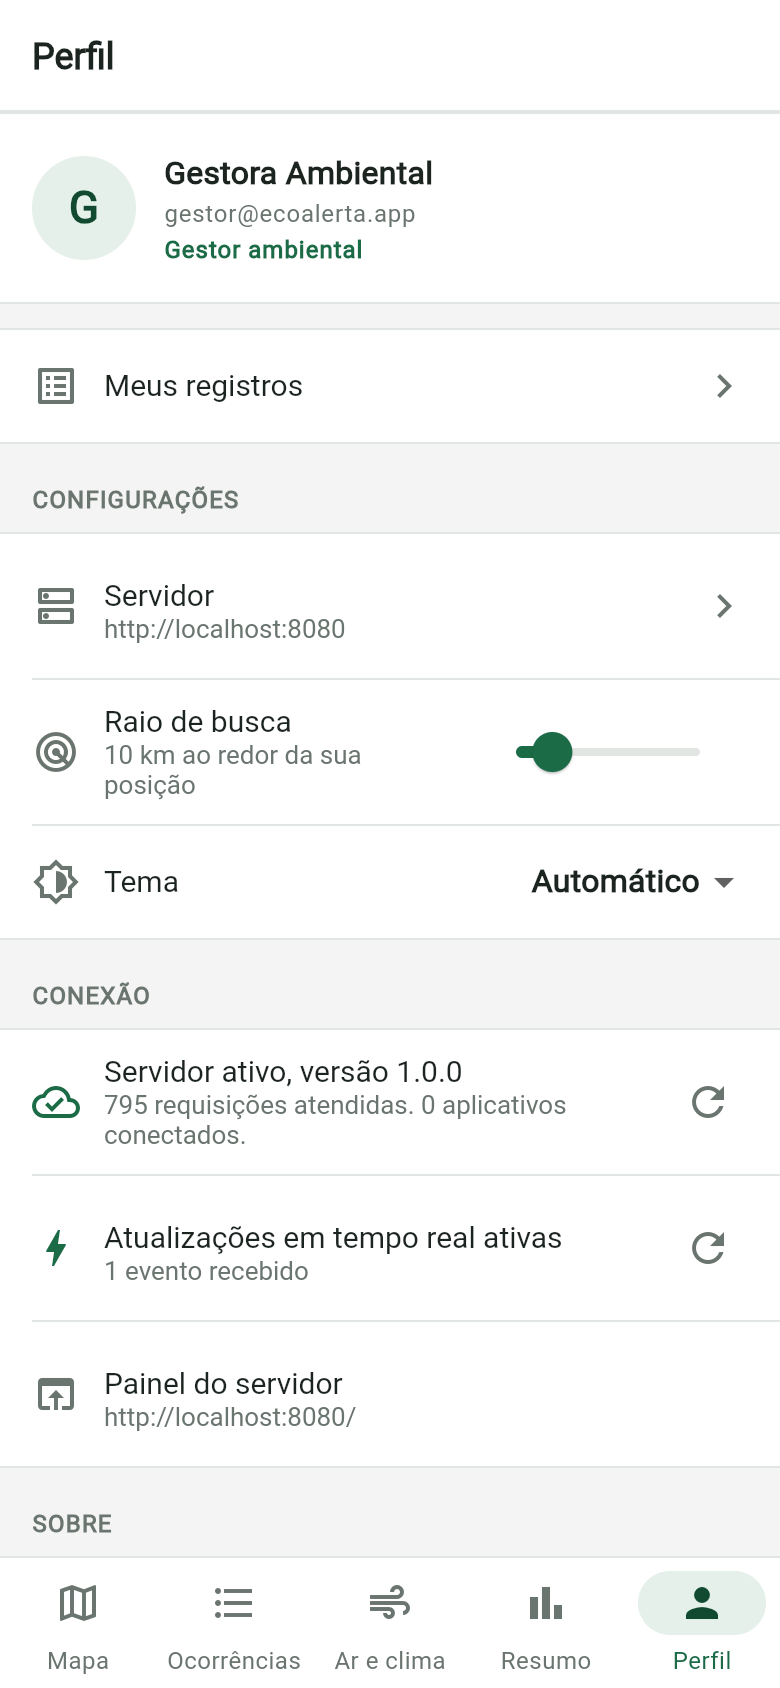 Perfil
G
Gestora Ambiental
gestor@ecoalerta.app
Gestor ambiental
Meus registros
CONFIGURAÇÕES
Servidor
http://localhost:8080
Raio de busca
10 km ao redor da sua
posição
Tema
Automático
CONEXÃO
Servidor ativo, versão 1.0.0
795 requisições atendidas. 0 aplicativos
conectados.
Atualizações em tempo real ativas
1 evento recebido
Painel do servidor
http://localhost:8080/
SOBRE
Mapa
Ocorrências
Ar e clima
Resumo
Perfil